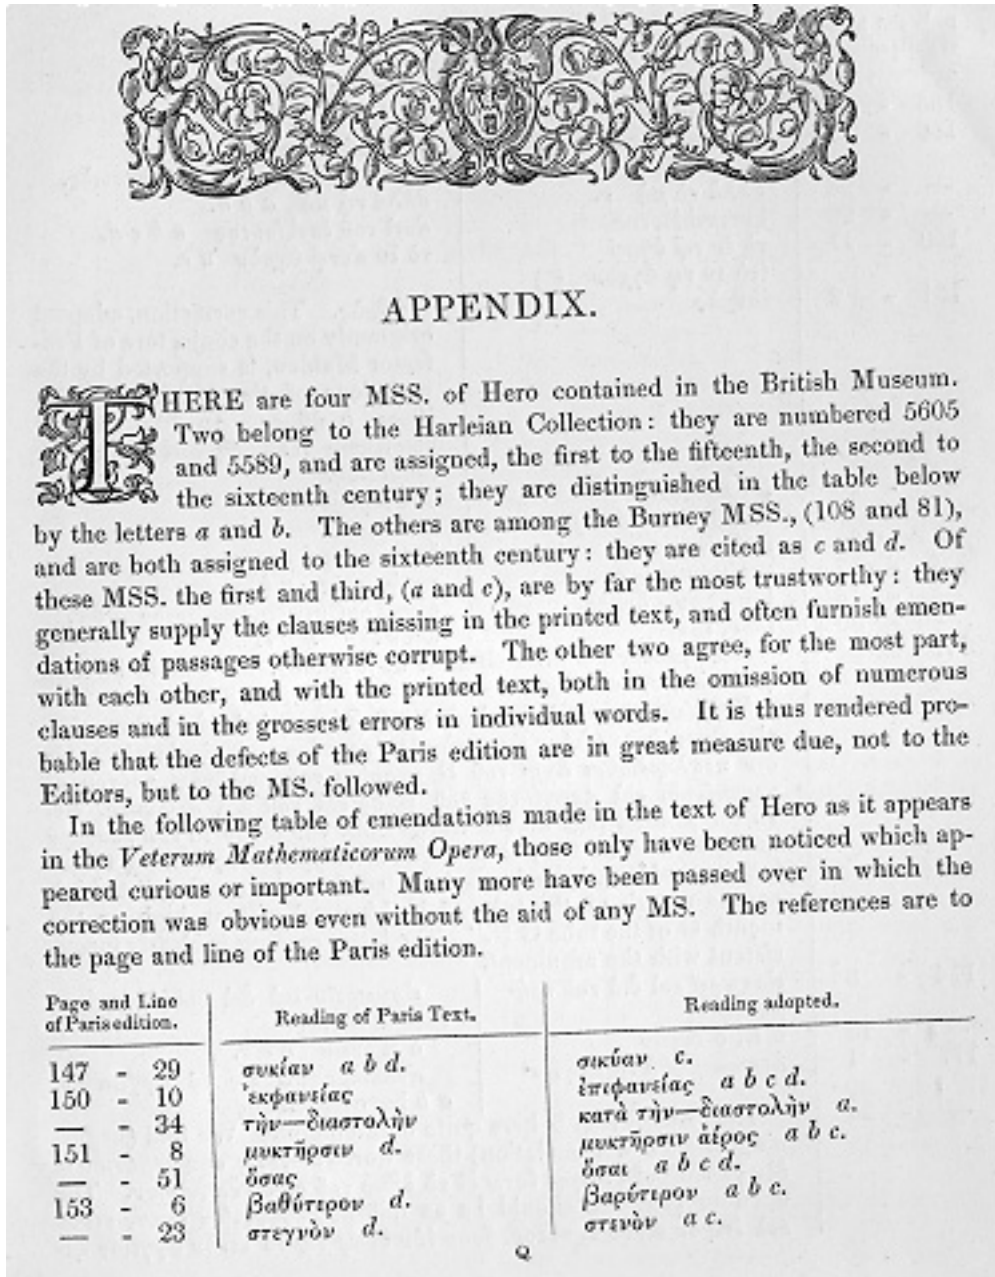 APPENDIX.
THERE are four MSS. of Hero contained in the British Museum.
Two belong to the Harleian Collection: they are numbered 5605
and 5589, and are assigned, the first to the fifteenth, the second to
the sixteenth century; they are distinguished in the table below
by the letters a and b. The others are among the Burney MSS., (108 and 81),
and are both assigned to the sixteenth century: they are cited as c and d. Of
these MSS. the first and third, (a and c), are by far the most trustworthy: they
generally supply the clauses missing in the printed text, and often furnish emen-
dations of passages otherwise corrupt. The other two agree, for the most part,
with each other, and with the printed text, both in the omission of numerous
clauses and in the grossest errors in individual words. It is thus rendered pro-
bable that the defects of the Paris edition are in great measure due, not to the
Editors, but to the MS. followed.
In the following table of emendations made in the text of Hero as it appears
in the Veterum Mathematicorum Opera, those only have been noticed which ap-
peared curious or important. Many more have been passed over in which the
correction was obvious even without the aid of any MS. The references are to
the page and line of the Paris edition.
Page and Line
of Paris edition. Reading of Paris Text. Reading adopted.
147 - 29 συκίαν a b d. σικύαν c.
150 - 10 ἐκφανείας ἐπιφανείας a b c d.
— - 34 τὴν—διαστολὴν κατὰ τὴν—διαστολὴν a.
151 - 8 μυκτῆρσιν d. μυκτῆρσιν ἀέρος a b c.
— - 51 ὅσας ὅσαι a b c d.
153 - 6 βαθύτερον d. βαρύτερον a b c.
— - 23 στεγνὸν d. στενὸν a c.
Q